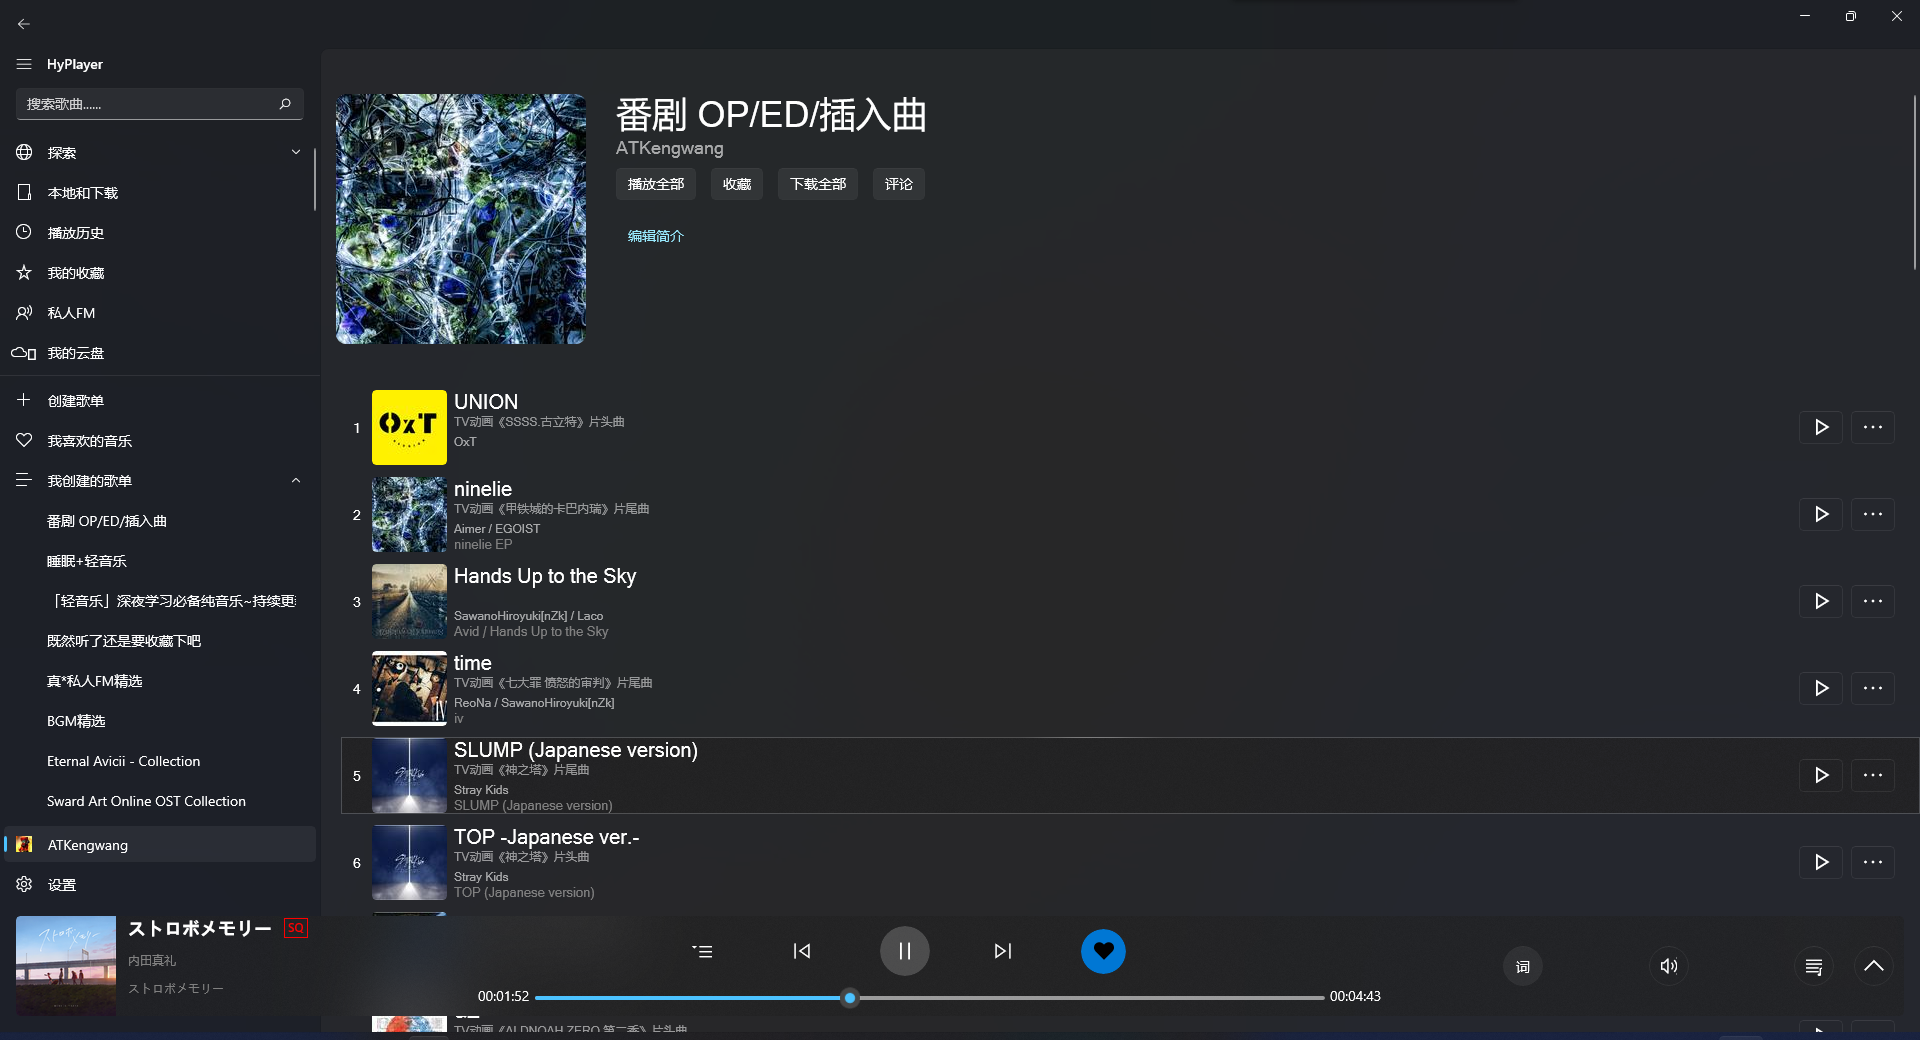 HyPlayer
搜索歌曲......
探索
本地和下载
播放历史
我的收藏
私人FM
我的云盘
创建歌单
我喜欢的音乐
我创建的歌单
番剧 OP/ED/插入曲
睡眠+轻音乐
「轻音乐」深夜学习必备纯音乐~持续更
既然听了还是要收藏下吧
真*私人FM精选
BGM精选
Eternal Avicii - Collection
Sward Art Online OST Collection
ATKengwang
设置
番剧 OP/ED/插入曲
ATKengwang
播放全部
收藏
下载全部
评论
编辑简介
1
OxT
UNION
TV动画《SSSS.古立特》片头曲
OxT
2
ninelie
TV动画《甲铁城的卡巴内瑞》片尾曲
Aimer / EGOIST
ninelie EP
3
Hands Up to the Sky
SawanoHiroyuki[nZk] / Laco
Avid / Hands Up to the Sky
4
time
TV动画《七大罪 愤怒的审判》片尾曲
ReoNa / SawanoHiroyuki[nZk]
iv
5
SLUMP (Japanese version)
TV动画《神之塔》片尾曲
Stray Kids
SLUMP (Japanese version)
6
TOP -Japanese ver.-
TV动画《神之塔》片头曲
Stray Kids
TOP (Japanese version)
ストロボメモリー SQ
内田真礼
ストロボメモリー
00:01:52
00:04:43
词
TV动画《ALDNOAH.ZERO 第二季》片头曲